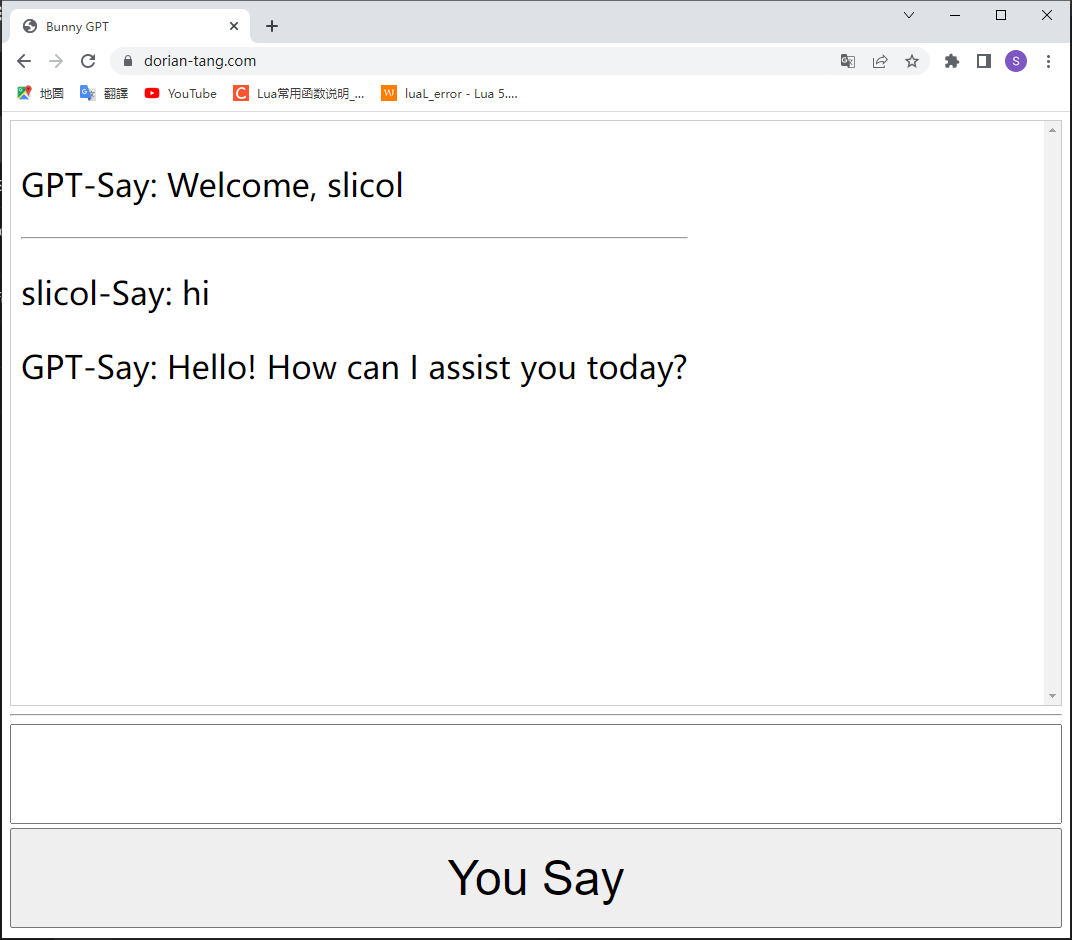 Bunny GPT
dorian-tang.com
S
地圖 翻譯 YouTube Lua常用函数说明_... luaL_error - Lua 5....
GPT-Say: Welcome, slicol
slicol-Say: hi
GPT-Say: Hello! How can I assist you today?
You Say